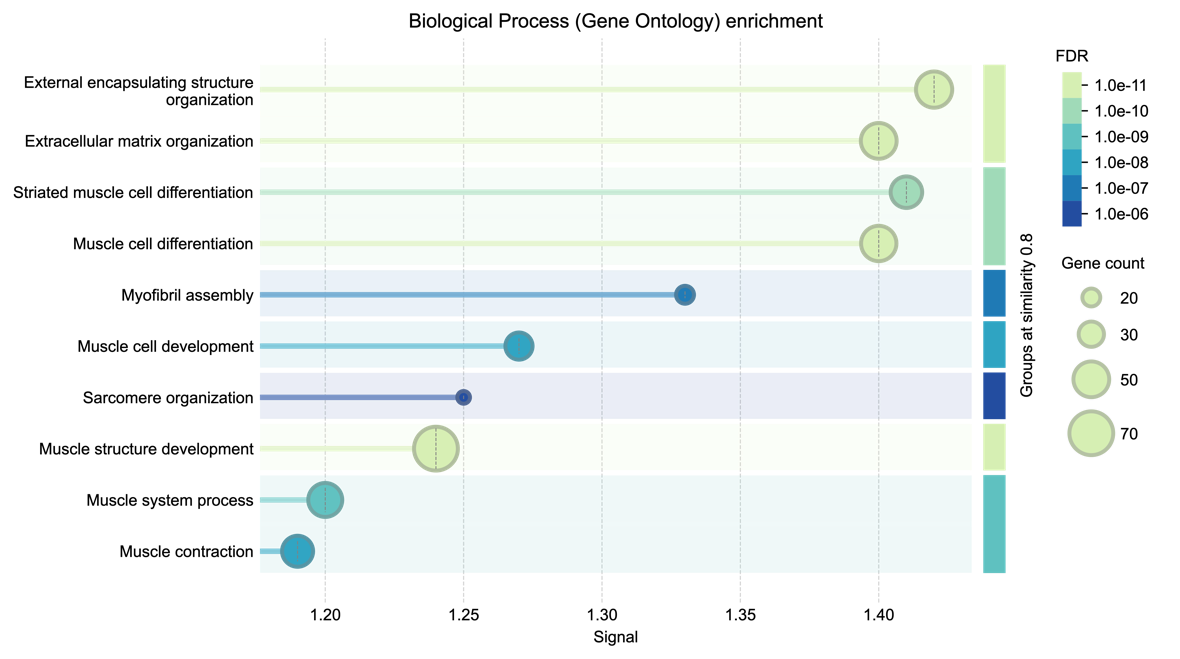 Biological Process (Gene Ontology) enrichment
External encapsulating structure
organization
Extracellular matrix organization
Striated muscle cell differentiation
Muscle cell differentiation
Myofibril assembly
Muscle cell development
Sarcomere organization
Muscle structure development
Muscle system process
Muscle contraction
1.20 1.25 1.30 1.35 1.40
Signal
Groups at similarity 0.8
FDR
1.0e-11
1.0e-10
1.0e-09
1.0e-08
1.0e-07
1.0e-06
Gene count
20
30
50
70